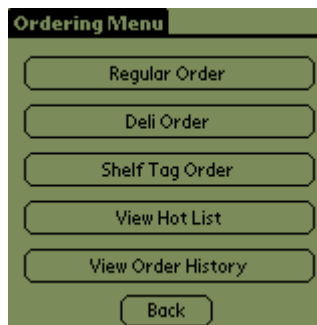 Ordering Menu
Regular Order
Deli Order
Shelf Tag Order
View Hot List
View Order History
Back